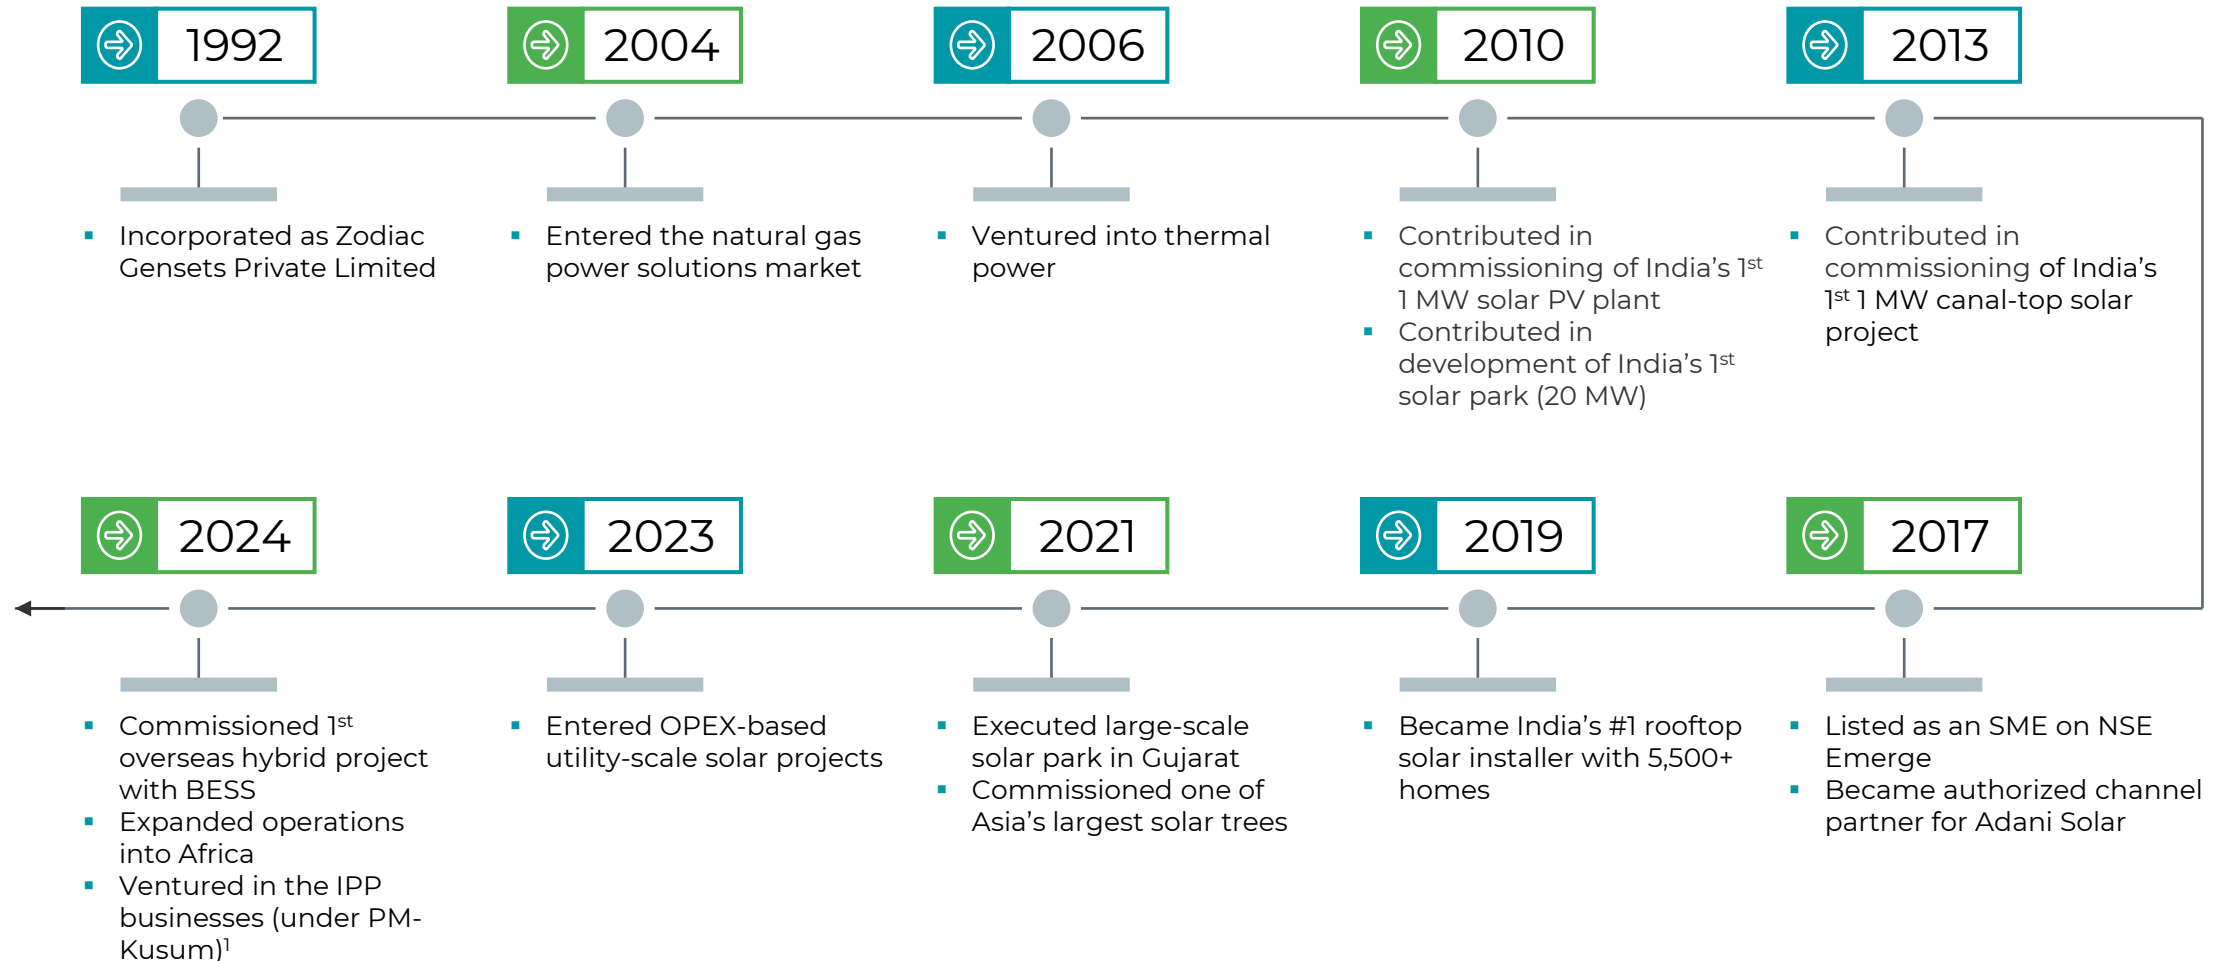 1992
▪ Incorporated as Zodiac
Gensets Private Limited
2004
▪ Entered the natural gas
power solutions market
2006
▪ Ventured into thermal
power
2010
▪ Contributed in
commissioning of India’s 1st
1 MW solar PV plant
▪ Contributed in
development of India’s 1st
solar park (20 MW)
2013
▪ Contributed in
commissioning of India’s
1st 1 MW canal-top solar
project
2017
▪ Listed as an SME on NSE
Emerge
▪ Became authorized channel
partner for Adani Solar
2019
▪ Became India’s #1 rooftop
solar installer with 5,500+
homes
2021
▪ Executed large-scale
solar park in Gujarat
▪ Commissioned one of
Asia’s largest solar trees
2023
▪ Entered OPEX-based
utility-scale solar projects
2024
▪ Commissioned 1st
overseas hybrid project
with BESS
▪ Expanded operations
into Africa
▪ Ventured in the IPP
businesses (under PM-
Kusum)1